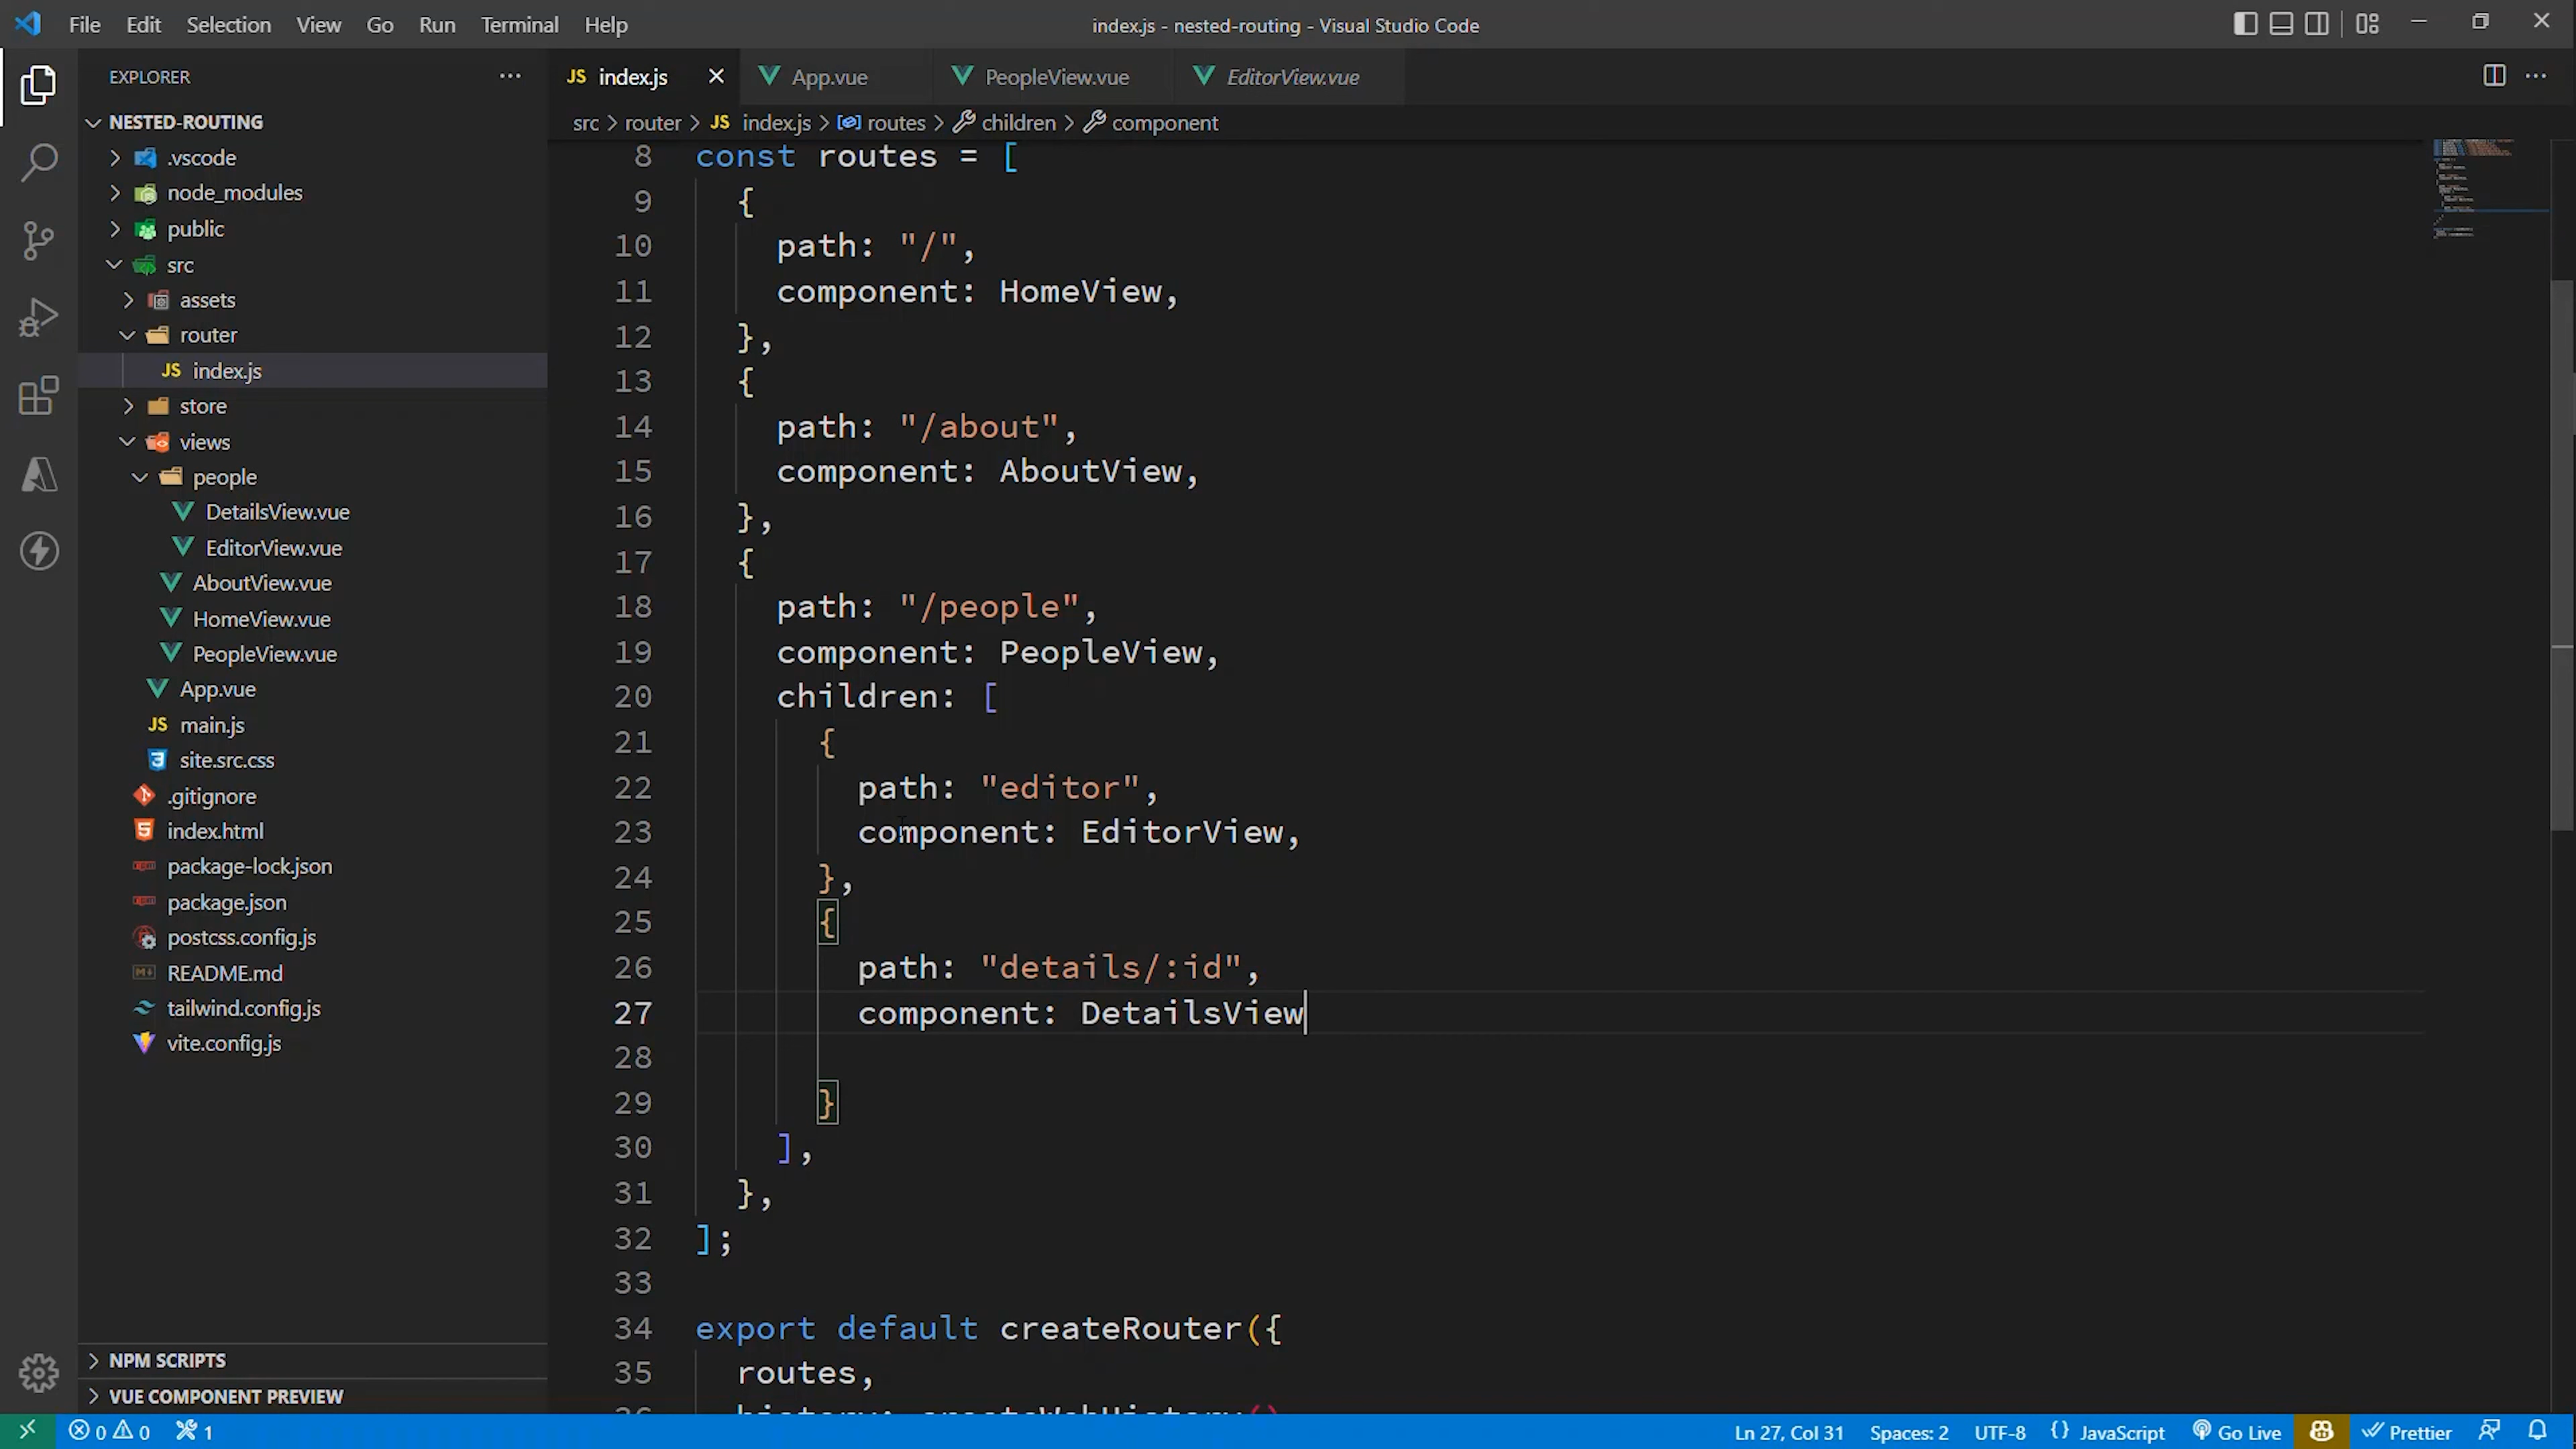 File Edit Selection View Go Run Terminal Help
index.js - nested-routing - Visual Studio Code
EXPLORER
NESTED-ROUTING
.vscode
node_modules
public
src
assets
router
JS index.js
store
views
people
DetailsView.vue
EditorView.vue
AboutView.vue
HomeView.vue
PeopleView.vue
App.vue
JS main.js
site.src.css
.gitignore
index.html
package-lock.json
package.json
postcss.config.js
README.md
tailwind.config.js
vite.config.js
NPM SCRIPTS
VUE COMPONENT PREVIEW
JS index.js App.vue PeopleView.vue EditorView.vue
src > router > JS index.js > routes > children > component
8 const routes = [
9 {
10 path: "/",
11 component: HomeView,
12 },
13 {
14 path: "/about",
15 component: AboutView,
16 },
17 {
18 path: "/people",
19 component: PeopleView,
20 children: [
21 {
22 path: "editor",
23 component: EditorView,
24 },
25 {
26 path: "details/:id",
27 component: DetailsView
28
29 }
30 ],
31 },
32 ];
33
34 export default createRouter({
35 routes,
0 0 1 Ln 27, Col 31 Spaces: 2 UTF-8 {} JavaScript Go Live Prettier